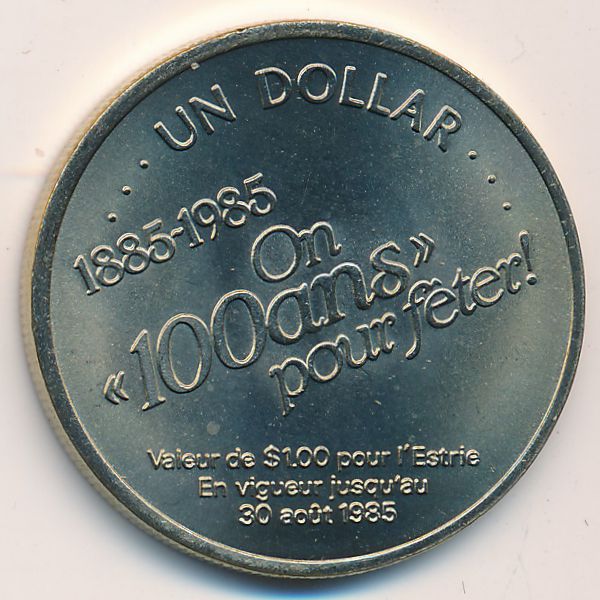 ... UN DOLLAR ...
1885-1985
On
«100ans»
pour fêter!
Valeur de $1.00 pour l'Estrie
En vigueur jusqu'au
30 août 1985